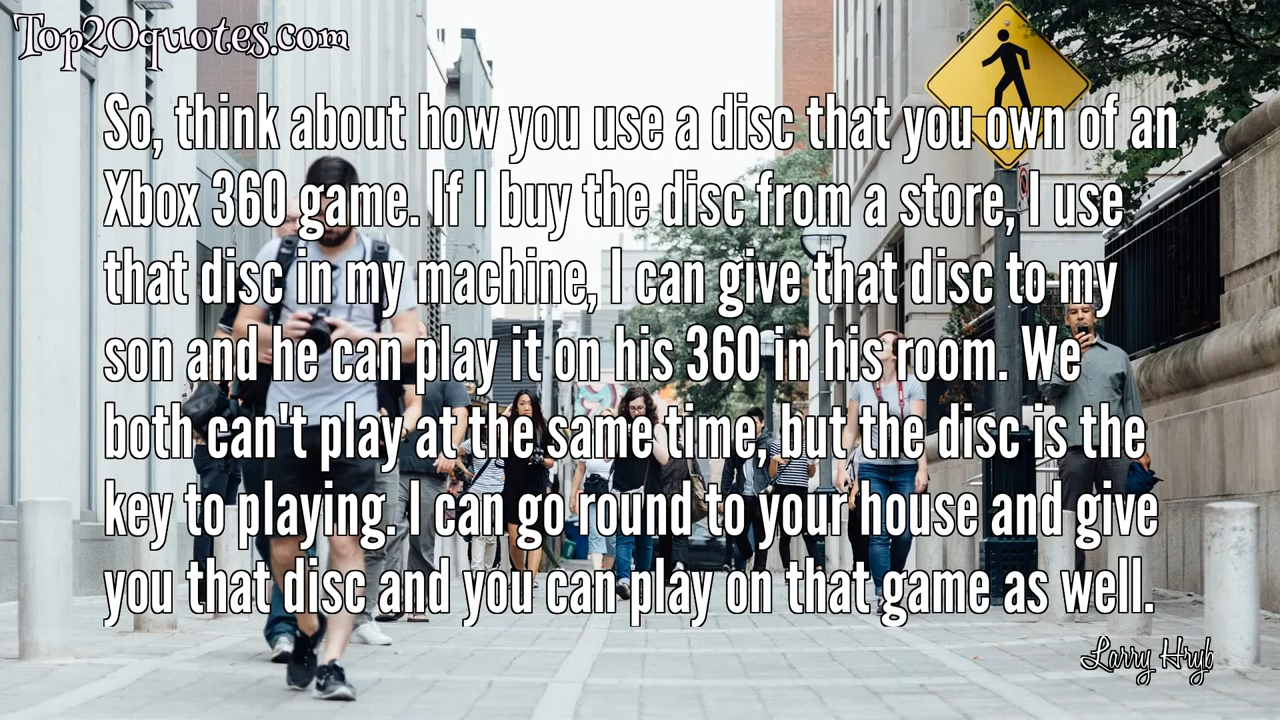 Top20quotes.com
So, think about how you use a disc that you own of an
Xbox 360 game. If I buy the disc from a store, I use
that disc in my machine, I can give that disc to my
son and he can play it on his 360 in his room. We
both can't play at the same time, but the disc is the
key to playing. I can go round to your house and give
you that disc and you can play on that game as well.
Larry Hryb